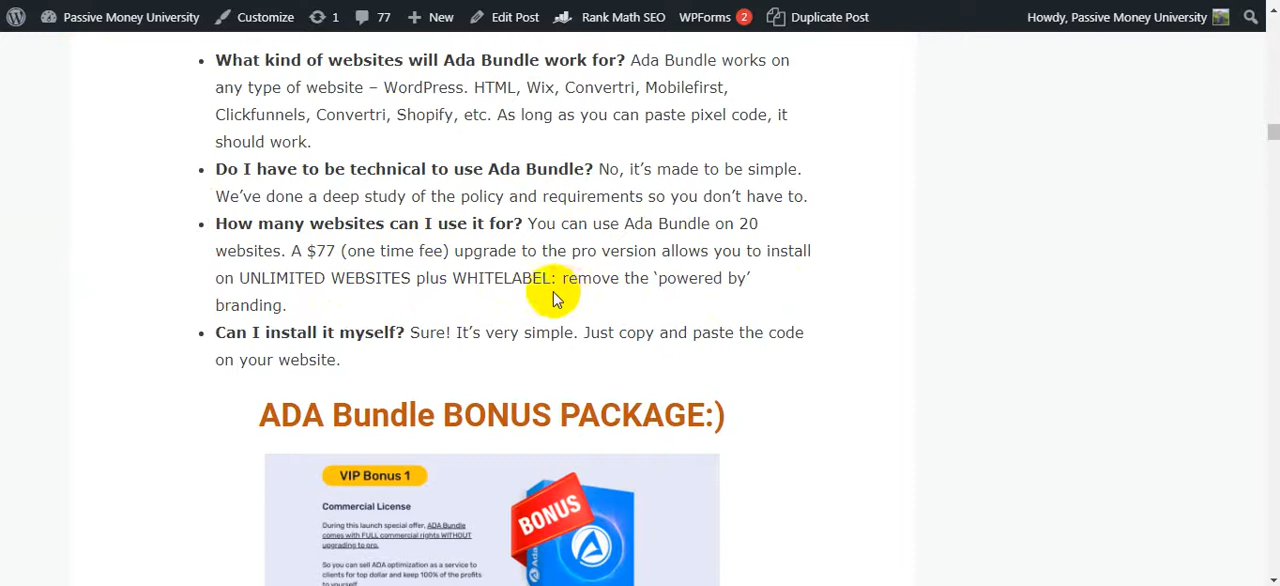 Passive Money University Customize 1 77 New Edit Post Rank Math SEO WPForms 2 Duplicate Post Howdy, Passive Money University
What kind of websites will Ada Bundle work for? Ada Bundle works on
any type of website – WordPress. HTML, Wix, Convertri, Mobilefirst,
Clickfunnels, Convertri, Shopify, etc. As long as you can paste pixel code, it
should work.
Do I have to be technical to use Ada Bundle? No, it’s made to be simple.
We’ve done a deep study of the policy and requirements so you don’t have to.
How many websites can I use it for? You can use Ada Bundle on 20
websites. A $77 (one time fee) upgrade to the pro version allows you to install
on UNLIMITED WEBSITES plus WHITELABEL: remove the ‘powered by’
branding.
Can I install it myself? Sure! It’s very simple. Just copy and paste the code
on your website.
ADA Bundle BONUS PACKAGE:)
VIP Bonus 1
Commercial License
During this launch special offer, ADA Bundle
comes with FULL commercial rights WITHOUT
upgrading to pro.
So you can sell ADA optimization as a service to
clients for top dollar and keep 100% of the profits
to yourself.
BONUS
Ada